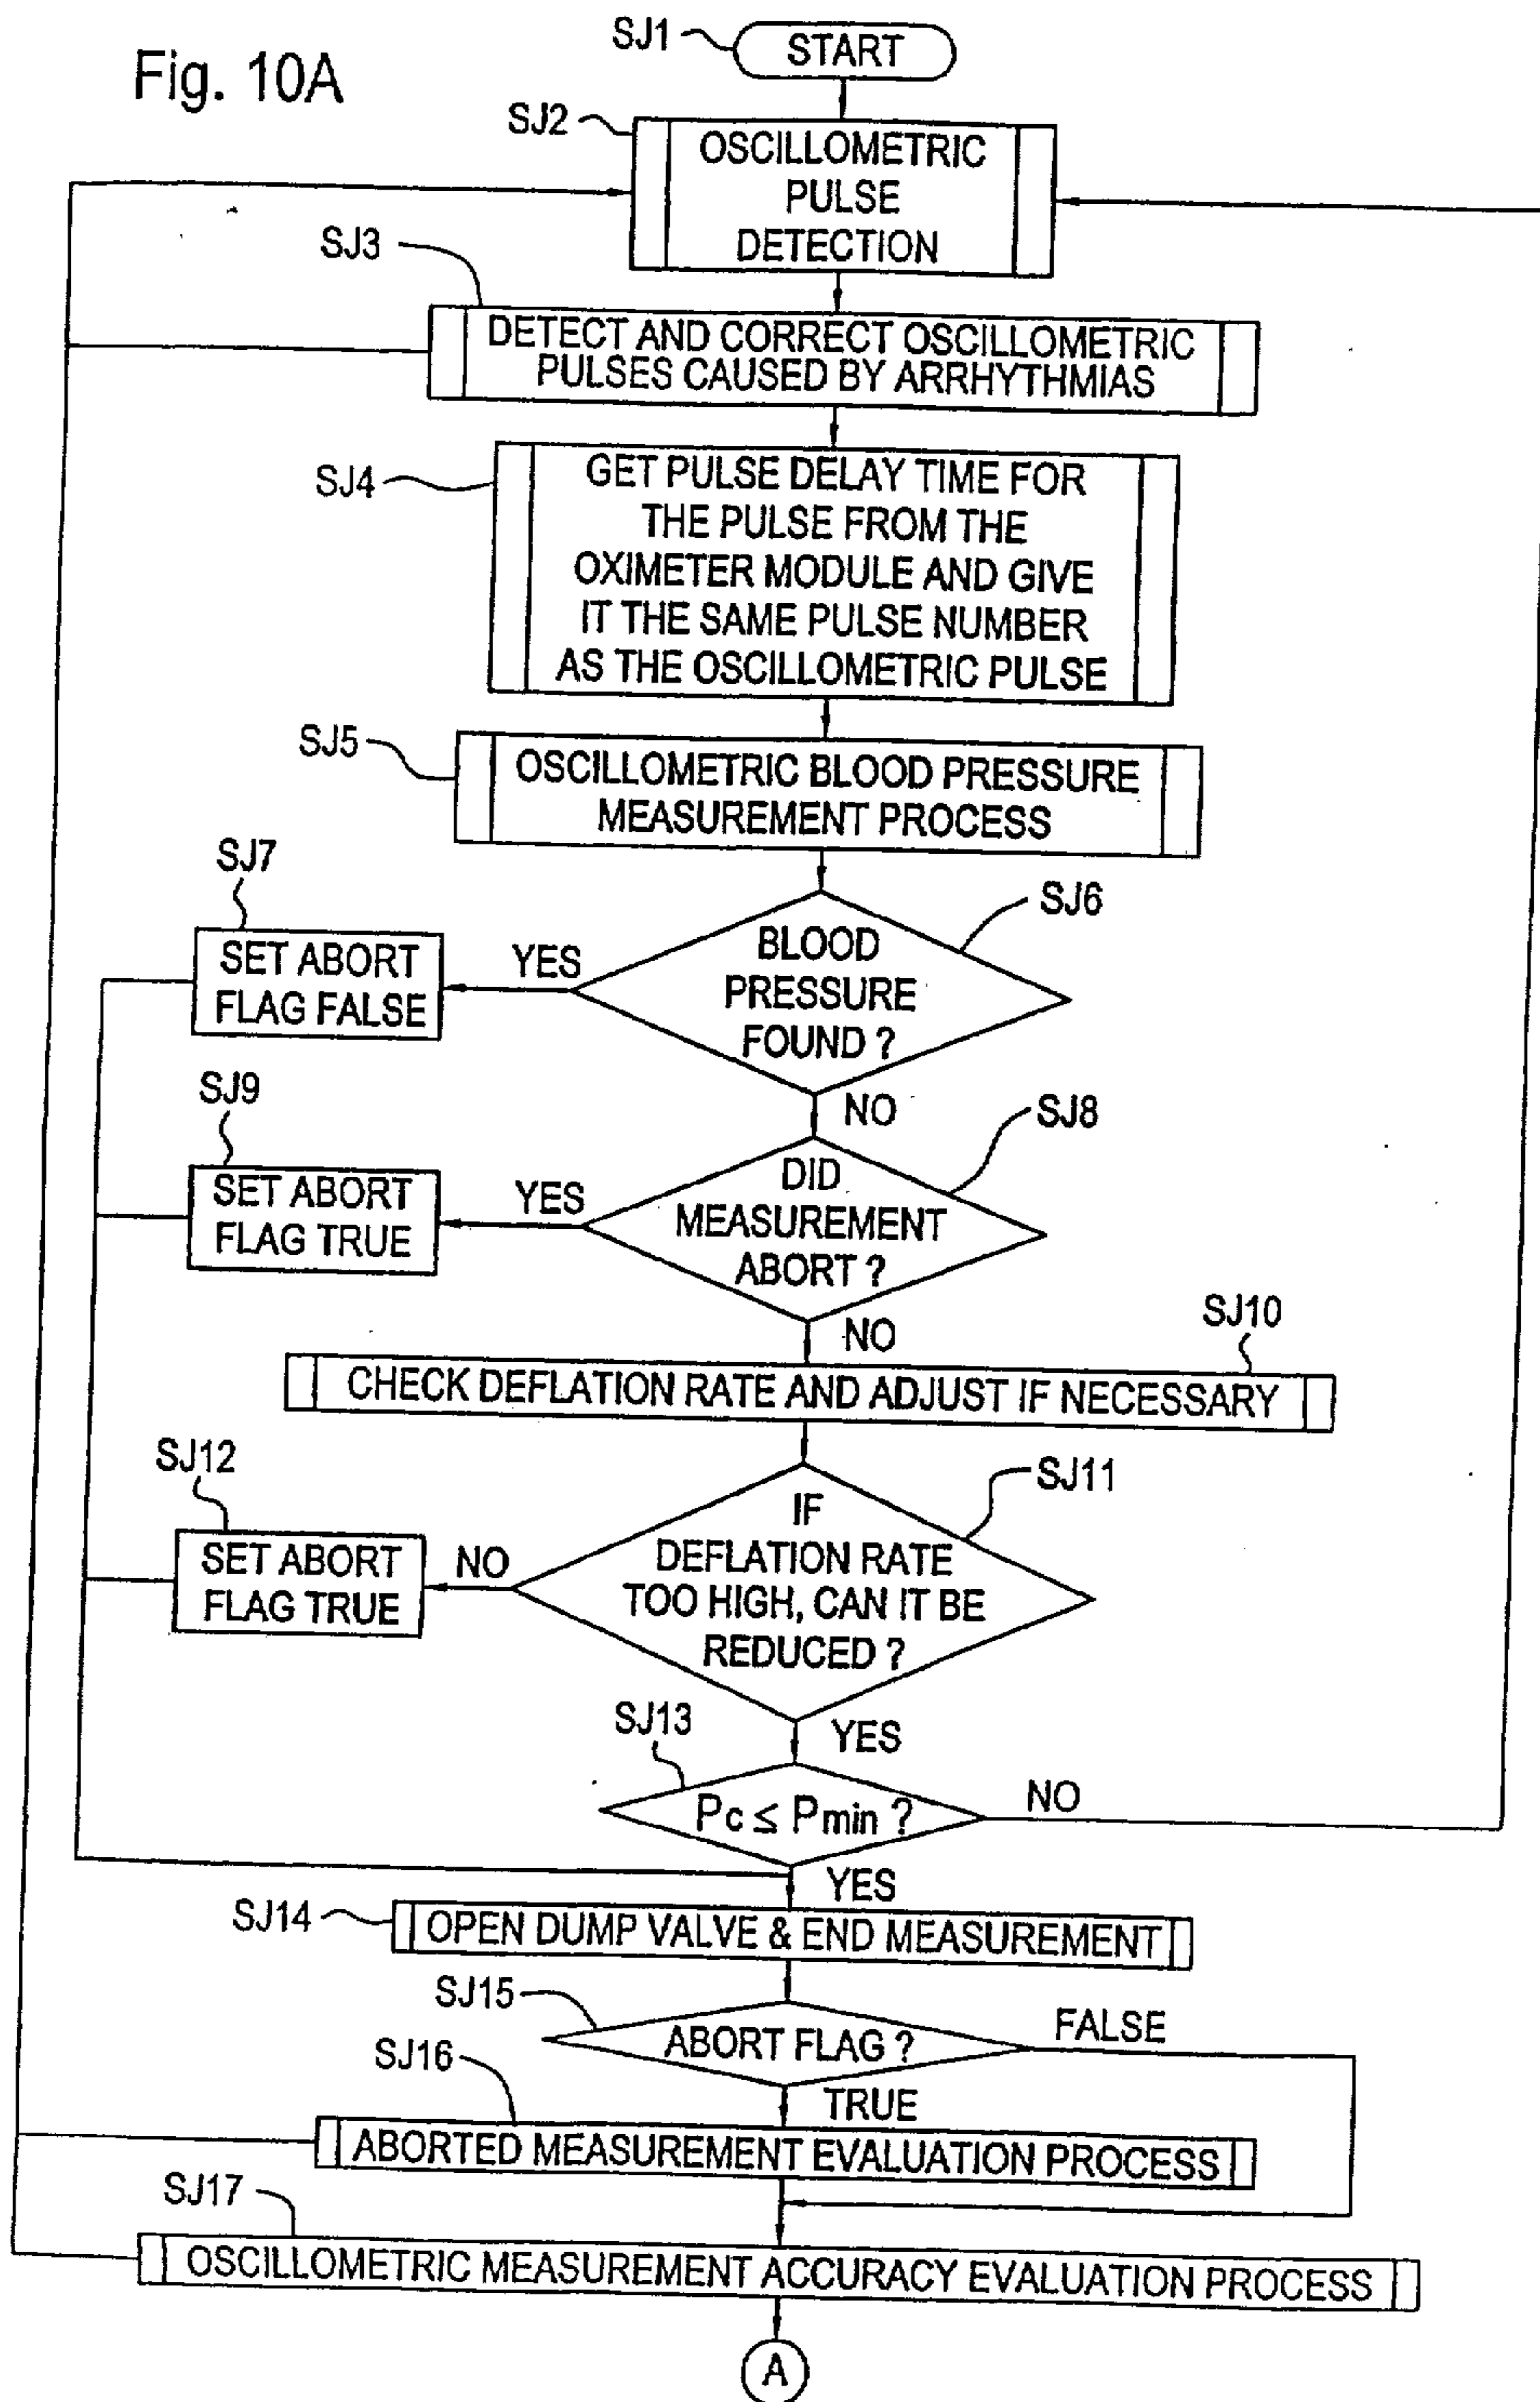 Fig. 10A
SJ1
START
SJ2
OSCILLOMETRIC
PULSE
DETECTION
SJ3
DETECT AND CORRECT OSCILLOMETRIC
PULSES CAUSED BY ARRHYTHMIAS
SJ4
GET PULSE DELAY TIME FOR
THE PULSE FROM THE
OXIMETER MODULE AND GIVE
IT THE SAME PULSE NUMBER
AS THE OSCILLOMETRIC PULSE
SJ5
OSCILLOMETRIC BLOOD PRESSURE
MEASUREMENT PROCESS
SJ6
BLOOD
PRESSURE
FOUND ?
YES
SJ7
SET ABORT
FLAG FALSE
NO
SJ8
DID
MEASUREMENT
ABORT ?
YES
SJ9
SET ABORT
FLAG TRUE
NO
SJ10
CHECK DEFLATION RATE AND ADJUST IF NECESSARY
SJ11
IF
DEFLATION RATE
TOO HIGH, CAN IT BE
REDUCED ?
NO
SJ12
SET ABORT
FLAG TRUE
YES
SJ13
Pc ≤ Pmin ?
NO
YES
SJ14
OPEN DUMP VALVE & END MEASUREMENT
SJ15
ABORT FLAG ?
FALSE
TRUE
SJ16
ABORTED MEASUREMENT EVALUATION PROCESS
SJ17
OSCILLOMETRIC MEASUREMENT ACCURACY EVALUATION PROCESS
A